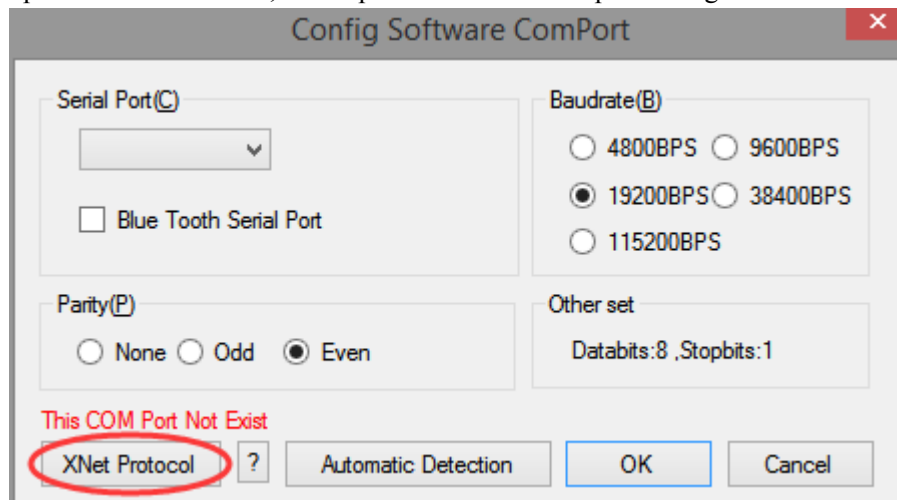 Config Software ComPort
Serial Port(C)
Blue Tooth Serial Port
Baudrate(B)
4800BPS 9600BPS
19200BPS 38400BPS
115200BPS
Parity(P)
None Odd Even
Other set
Databits:8 ,Stopbits:1
This COM Port Not Exist
XNet Protocol ? Automatic Detection OK Cancel